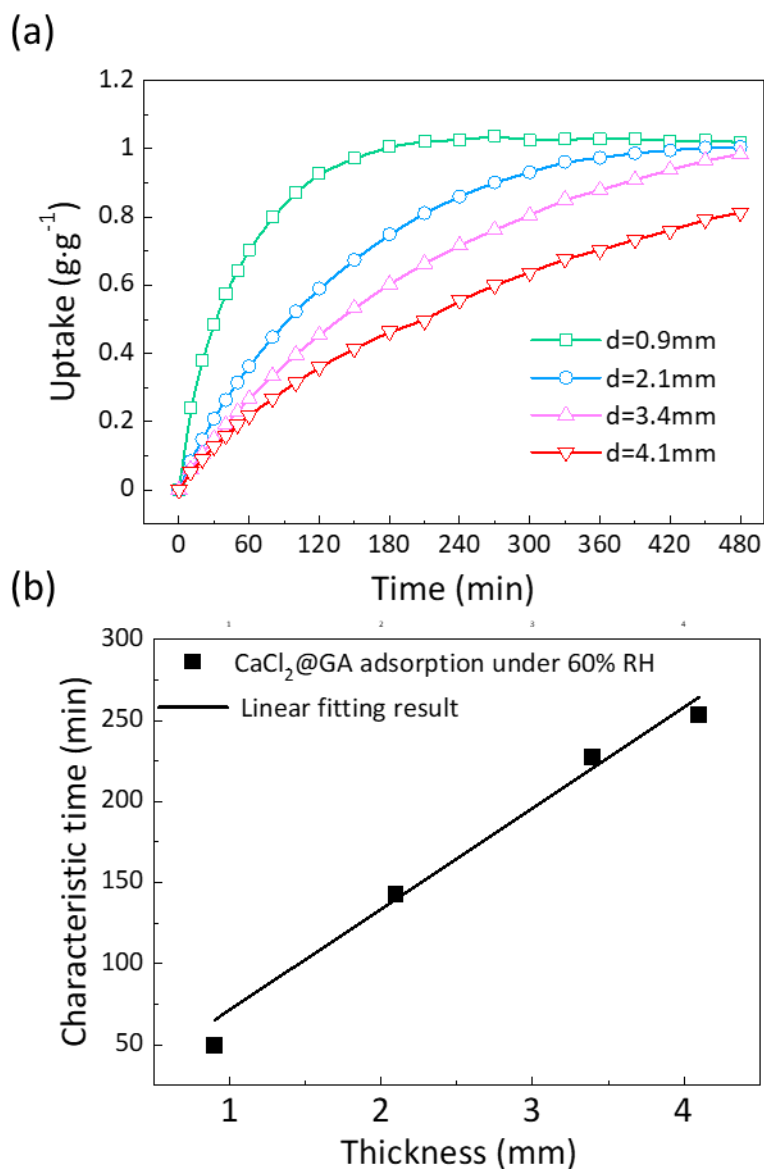 (a)
1.2
1
0.8
0.6
0.4
0.2
0
Uptake (g·g⁻¹)
d=0.9mm
d=2.1mm
d=3.4mm
d=4.1mm
0 60 120 180 240 300 360 420 480
Time (min)
(b)
1 2 3 4
300
250
200
150
100
50
Characteristic time (min)
CaCl₂@GA adsorption under 60% RH
Linear fitting result
1 2 3 4
Thickness (mm)